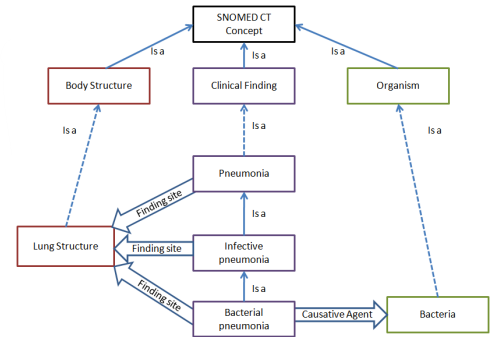 SNOMED CT
Concept
Is a
Is a
Is a
Body Structure
Clinical Finding
Organism
Is a
Is a
Is a
Pneumonia
Finding site
Is a
Lung Structure
Finding site
Infective
pneumonia
Finding site
Is a
Bacterial
pneumonia
Causative Agent
Bacteria